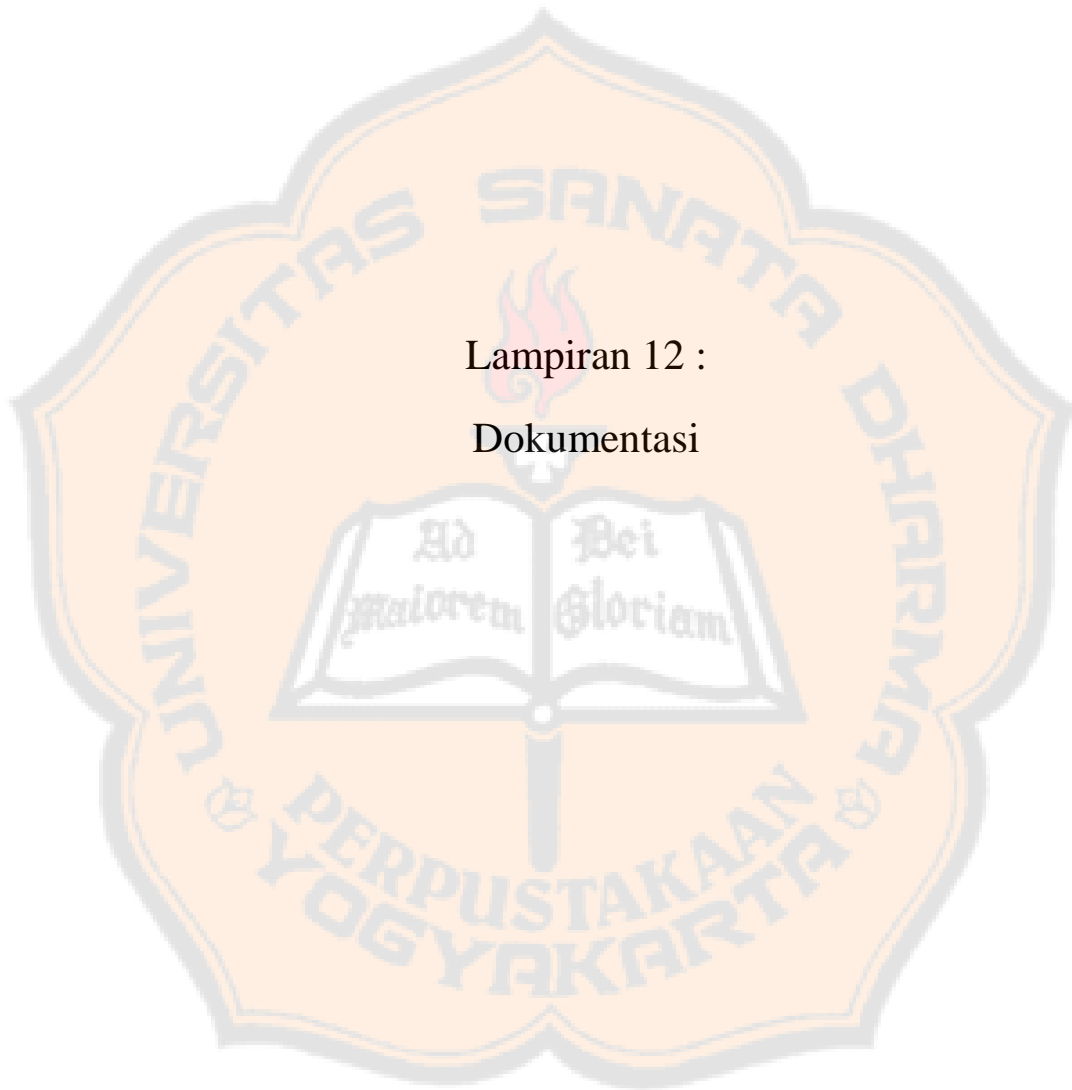 UNIVERSITAS SANATA DHARMA
Lampiran 12 :
Dokumentasi
Ad Dei
Maiorem Gloriam
PERPUSTAKAAN
YOGYAKARTA